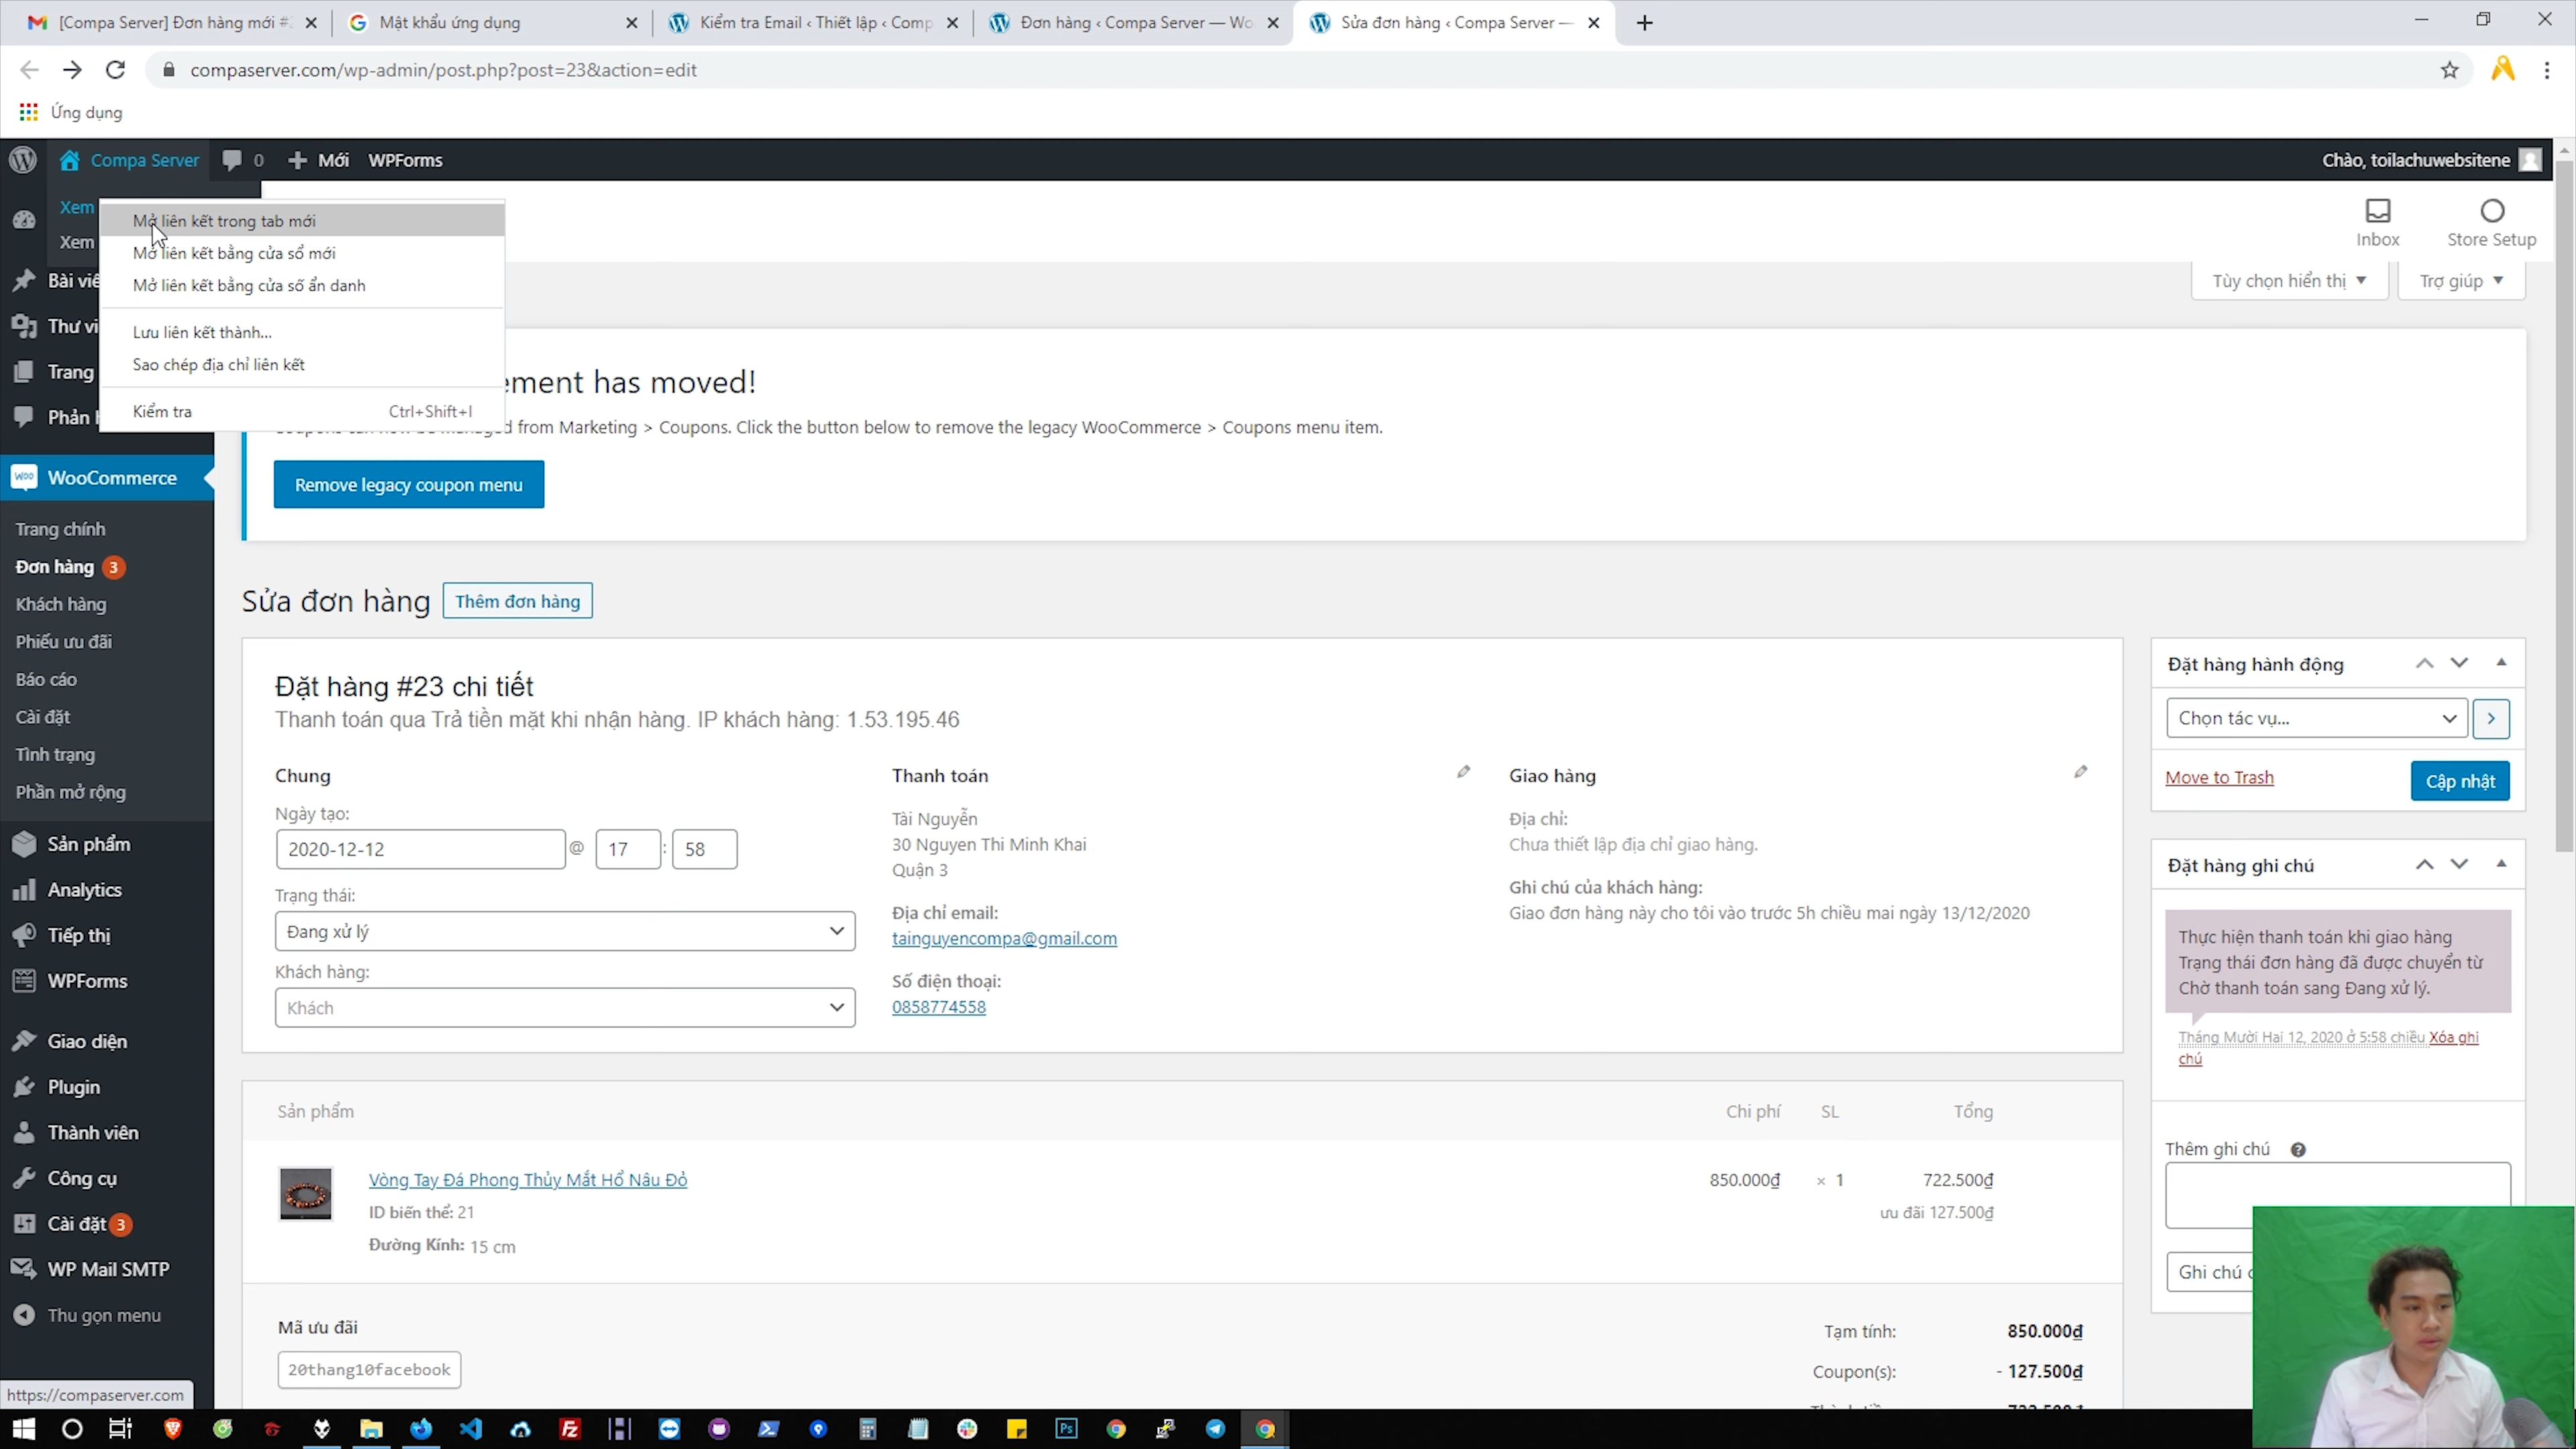 [Compa Server] Đơn hàng mới #2
Mật khẩu ứng dụng
Kiểm tra Email ‹ Thiết lập ‹ Comp
Đơn hàng ‹ Compa Server — Wo
Sửa đơn hàng ‹ Compa Server —
compaserver.com/wp-admin/post.php?post=23&action=edit
Ứng dụng
Compa Server
0
Mới
WPForms
Chào, toilachuwebsitene
Xem
Xem
Mở liên kết trong tab mới
Mở liên kết bằng cửa sổ mới
Mở liên kết bằng cửa sổ ẩn danh
Lưu liên kết thành...
Sao chép địa chỉ liên kết
Kiểm tra Ctrl+Shift+I
Inbox
Store Setup
Tùy chọn hiển thị
Trợ giúp
Bài viế
Thư vi
Trang
Phản h
ement has moved!
d from Marketing > Coupons. Click the button below to remove the legacy WooCommerce > Coupons menu item.
Remove legacy coupon menu
WooCommerce
Trang chính
Đơn hàng 3
Khách hàng
Phiếu ưu đãi
Báo cáo
Cài đặt
Tình trạng
Phần mở rộng
Sản phẩm
Analytics
Tiếp thị
WPForms
Giao diện
Plugin
Thành viên
Công cụ
Cài đặt 3
WP Mail SMTP
Thu gọn menu
Sửa đơn hàng
Thêm đơn hàng
Đặt hàng #23 chi tiết
Thanh toán qua Trả tiền mặt khi nhận hàng. IP khách hàng: 1.53.195.46
Chung
Ngày tạo:
2020-12-12 @ 17 : 58
Trạng thái:
Đang xử lý
Khách hàng:
Khách
Thanh toán
Tài Nguyễn
30 Nguyen Thi Minh Khai
Quận 3
Địa chỉ email:
tainguyencompa@gmail.com
Số điện thoại:
0858774558
Giao hàng
Địa chỉ:
Chưa thiết lập địa chỉ giao hàng.
Ghi chú của khách hàng:
Giao đơn hàng này cho tôi vào trước 5h chiều mai ngày 13/12/2020
Đặt hàng hành động
Chọn tác vụ...
Move to Trash
Cập nhật
Đặt hàng ghi chú
Thực hiện thanh toán khi giao hàng
Trạng thái đơn hàng đã được chuyển từ
Chờ thanh toán sang Đang xử lý.
Tháng Mười Hai 12, 2020 ở 5:58 chiều Xóa ghi
chú
Thêm ghi chú
Ghi chú
Sản phẩm Chi phí SL Tổng
Vòng Tay Đá Phong Thủy Mắt Hổ Nâu Đỏ 850.000₫ × 1 722.500₫
ID biến thể: 21 ưu đãi 127.500₫
Đường Kính: 15 cm
Mã ưu đãi
20thang10facebook
Tạm tính: 850.000₫
Coupon(s): - 127.500₫
https://compaserver.com